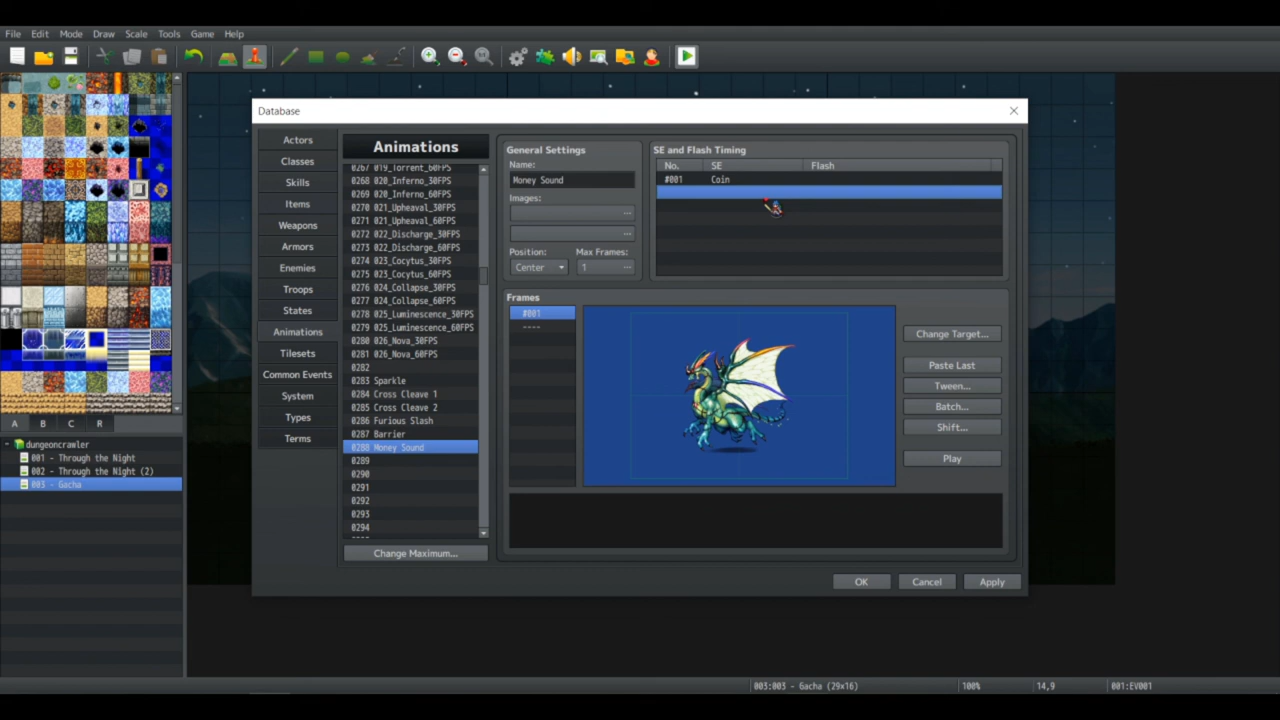 File Edit Mode Draw Scale Tools Game Help
Database
Actors
Classes
Skills
Items
Weapons
Armors
Enemies
Troops
States
Animations
Tilesets
Common Events
System
Types
Terms
Animations
0267 019_Torrent_60FPS
0268 020_Inferno_30FPS
0269 020_Inferno_60FPS
0270 021_Upheaval_30FPS
0271 021_Upheaval_60FPS
0272 022_Discharge_30FPS
0273 022_Discharge_60FPS
0274 023_Cocytus_30FPS
0275 023_Cocytus_60FPS
0276 024_Collapse_30FPS
0277 024_Collapse_60FPS
0278 025_Luminescence_30FPS
0279 025_Luminescence_60FPS
0280 026_Nova_30FPS
0281 026_Nova_60FPS
0282
0283 Sparkle
0284 Cross Cleave 1
0285 Cross Cleave 2
0286 Furious Slash
0287 Barrier
0288 Money Sound
0289
0290
0291
0292
0293
0294
Change Maximum...
General Settings
Name:
Money Sound
Images:
...
...
Position: Max Frames:
Center 1 ...
SE and Flash Timing
No. SE Flash
#001 Coin
Frames
#001
----
Change Target...
Paste Last
Tween...
Batch...
Shift...
Play
OK Cancel Apply
A B C R
dungeoncrawler
001 - Through the Night
002 - Through the Night (2)
003 - Gacha
003:003 - Gacha (29x16) 100% 14,9 001:EV001